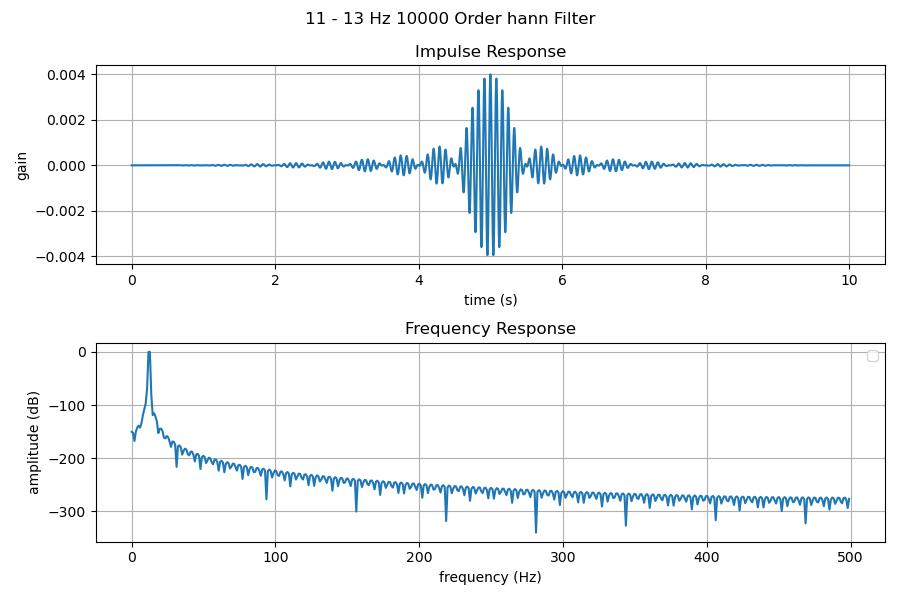 11 - 13 Hz 10000 Order hann Filter
Impulse Response
0.004
0.002
0.000
−0.002
−0.004
gain
0 2 4 6 8 10
time (s)
Frequency Response
0
−100
−200
−300
amplitude (dB)
0 100 200 300 400 500
frequency (Hz)